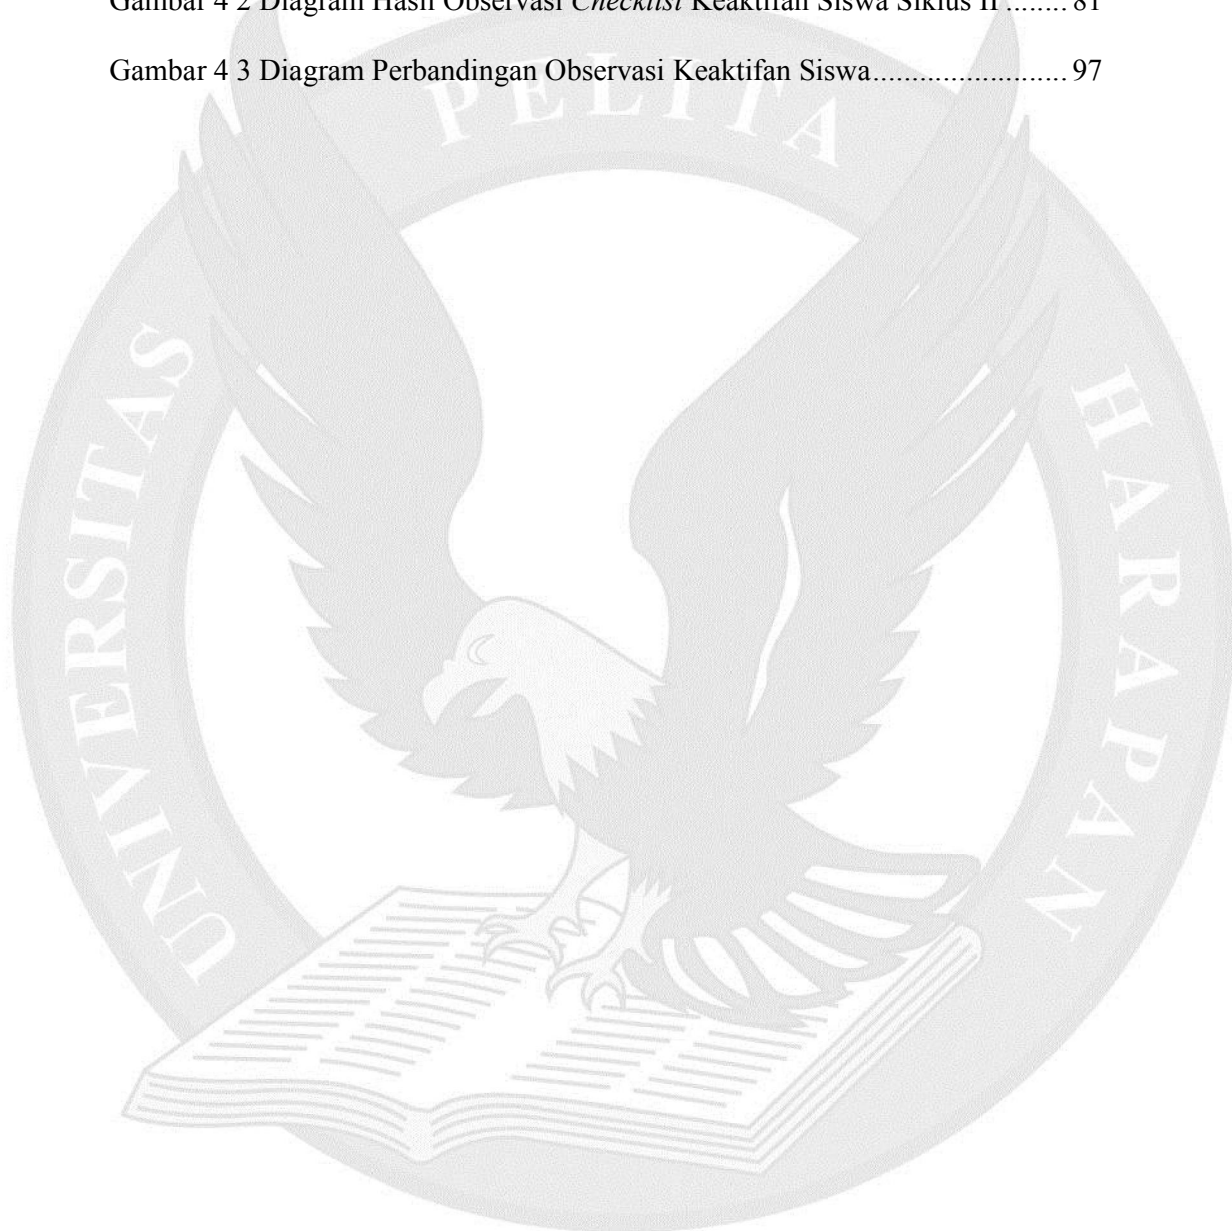 Gambar 4 2 Diagram Hasil Observasi Checklist Keaktifan Siswa Siklus II ........ 81
Gambar 4 3 Diagram Perbandingan Observasi Keaktifan Siswa........................ 97
UNIVERSITAS
PELITA
HARAPAN